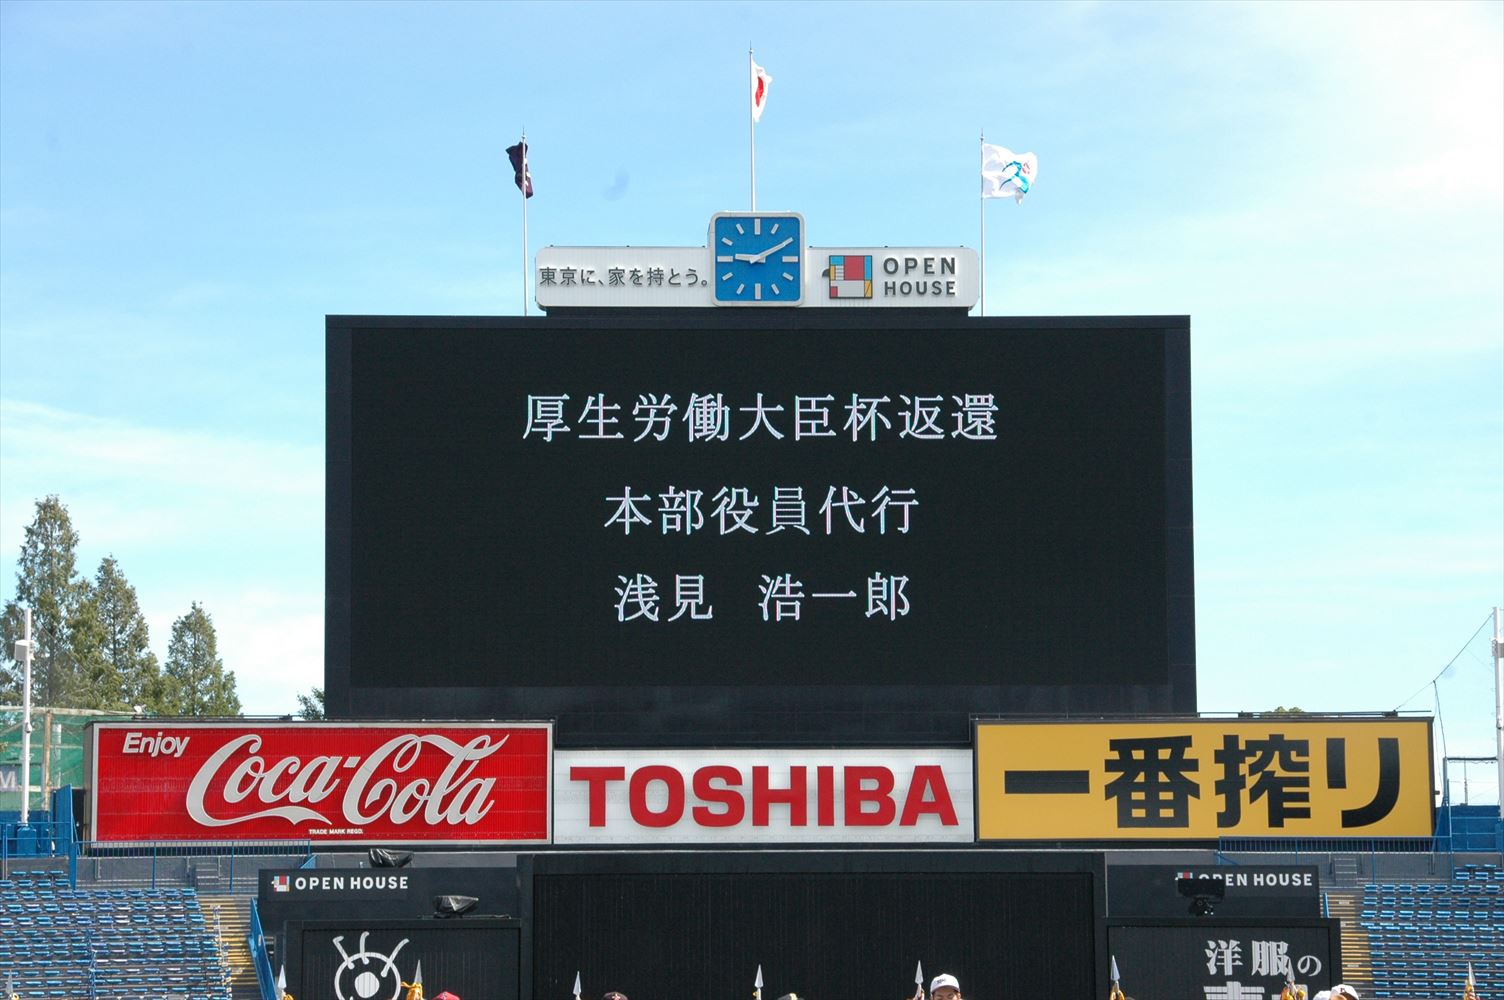 東京に、家を持とう。
OPEN
HOUSE
厚生労働大臣杯返還
本部役員代行
浅見 浩一郎
Enjoy
Coca-Cola
TRADE MARK REGD.
TOSHIBA
一番搾り
OPEN HOUSE
OPEN HOUSE
洋服の